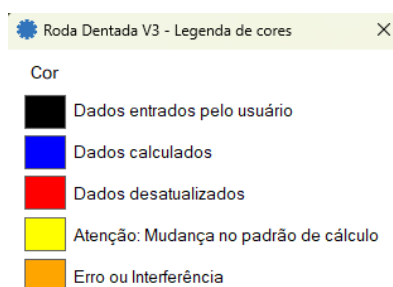 Roda Dentada V3 - Legenda de cores
Cor
Dados entrados pelo usuário
Dados calculados
Dados desatualizados
Atenção: Mudança no padrão de cálculo
Erro ou Interferência